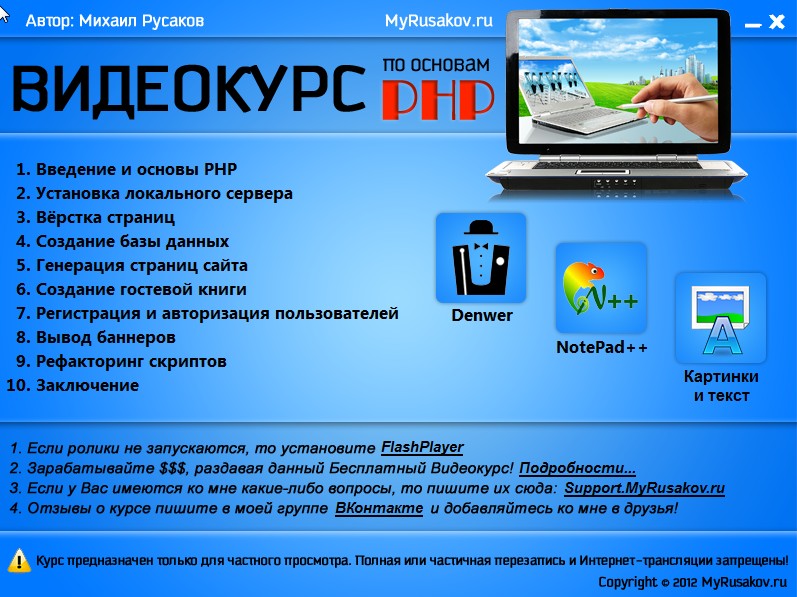 Автор: Михаил Русаков
MyRusakov.ru
ВИДЕОКУРС
ПО ОСНОВАМ
PHP
1. Введение и основы PHP
2. Установка локального сервера
3. Вёрстка страниц
4. Создание базы данных
5. Генерация страниц сайта
6. Создание гостевой книги
7. Регистрация и авторизация пользователей
8. Вывод баннеров
9. Рефакторинг скриптов
10. Заключение
Denwer
N++
NotePad++
A
Картинки
и текст
1. Если ролики не запускаются, то установите FlashPlayer
2. Зарабатывайте $$$, раздавая данный Бесплатный Видеокурс! Подробности...
3. Если у Вас имеются ко мне какие-либо вопросы, то пишите их сюда: Support.MyRusakov.ru
4. Отзывы о курсе пишите в моей группе ВКонтакте и добавляйтесь ко мне в друзья!
Курс предназначен только для частного просмотра. Полная или частичная перезапись и Интернет-трансляции запрещены!
Copyright © 2012 MyRusakov.ru